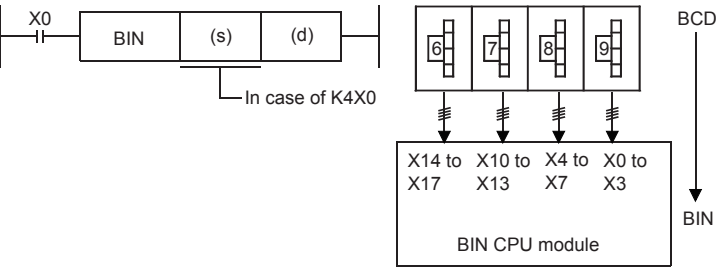 X0
BIN (s) (d)
In case of K4X0
6 7 8 9
BCD
X14 to X10 to X4 to X0 to
X17 X13 X7 X3
BIN
BIN CPU module